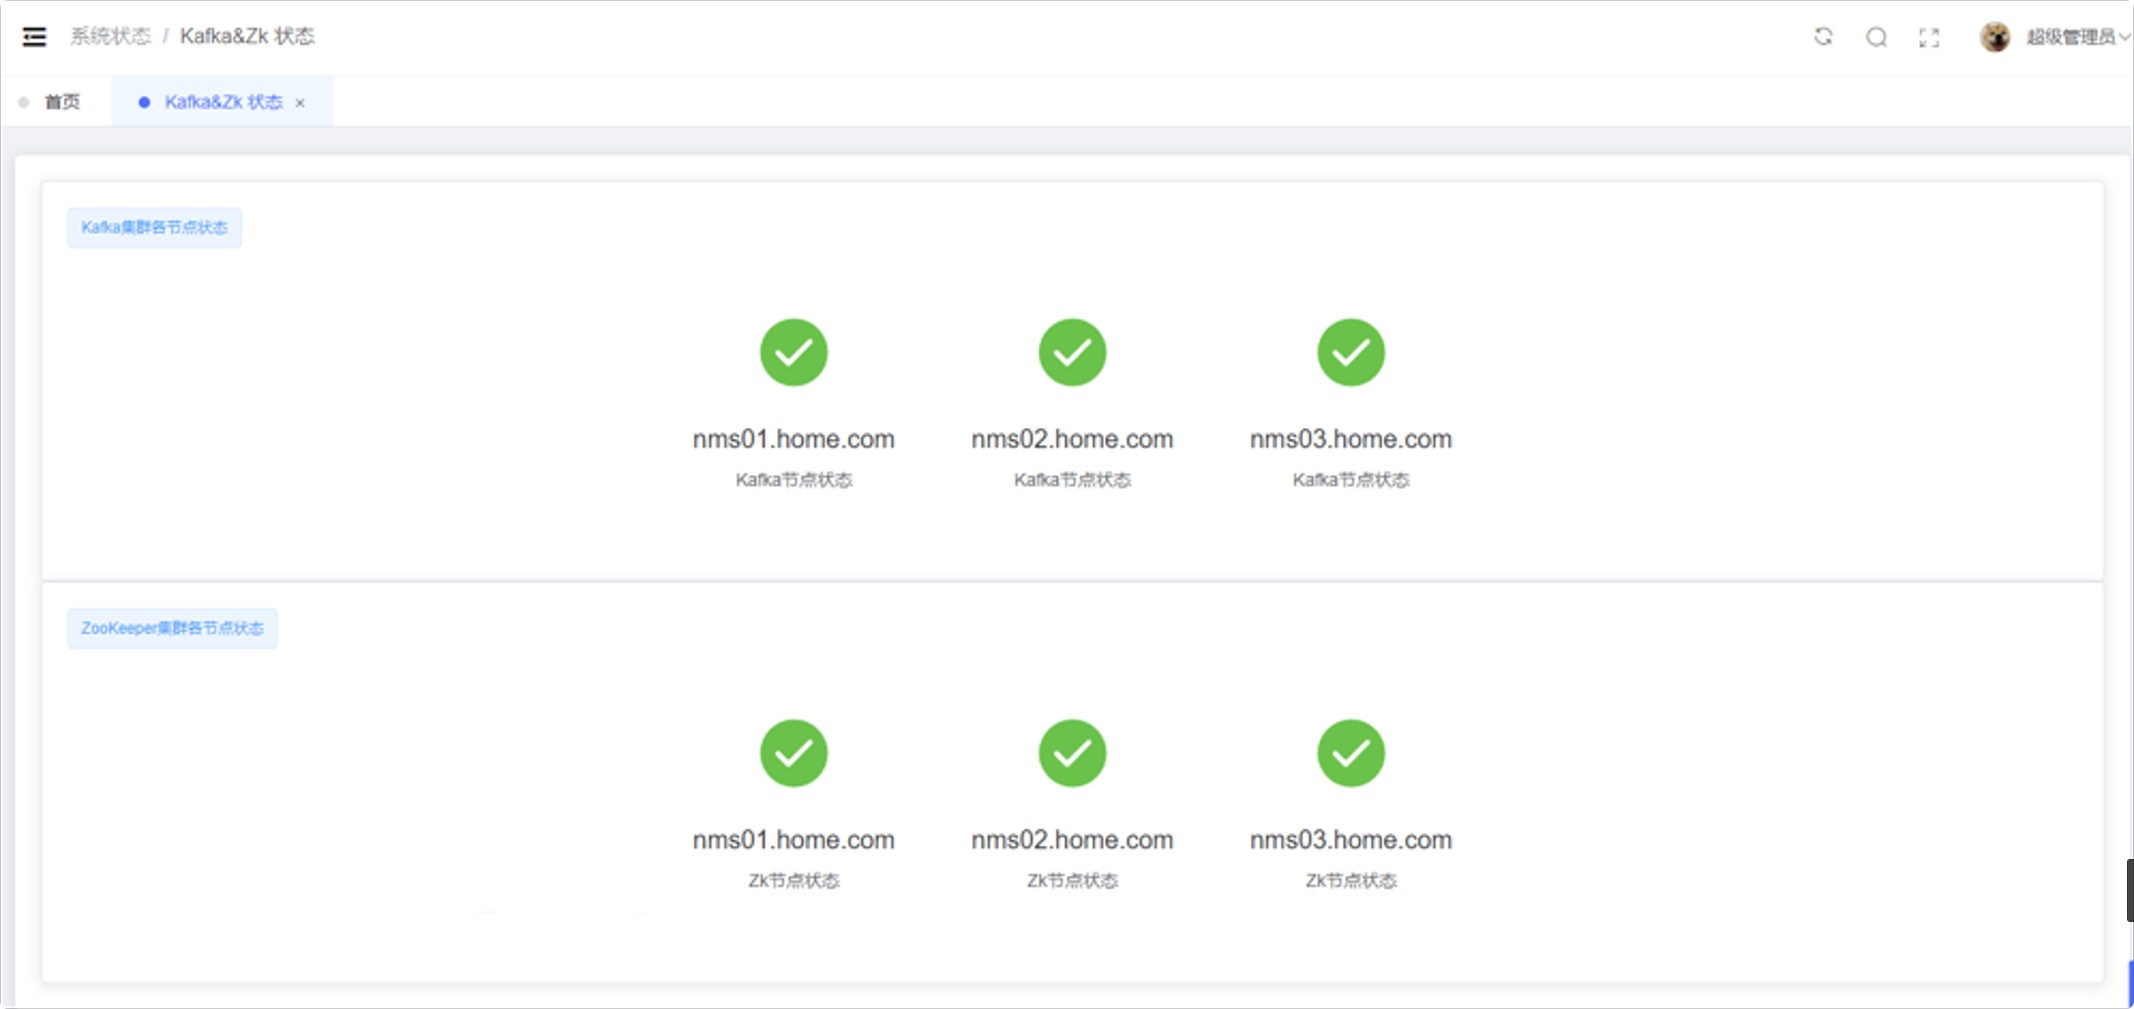 系统状态 / Kafka&Zk 状态
超级管理员
首页
Kafka&Zk 状态 ×
Kafka集群各节点状态
nms01.home.com nms02.home.com nms03.home.com
Kafka节点状态 Kafka节点状态 Kafka节点状态
ZooKeeper集群各节点状态
nms01.home.com nms02.home.com nms03.home.com
Zk节点状态 Zk节点状态 Zk节点状态